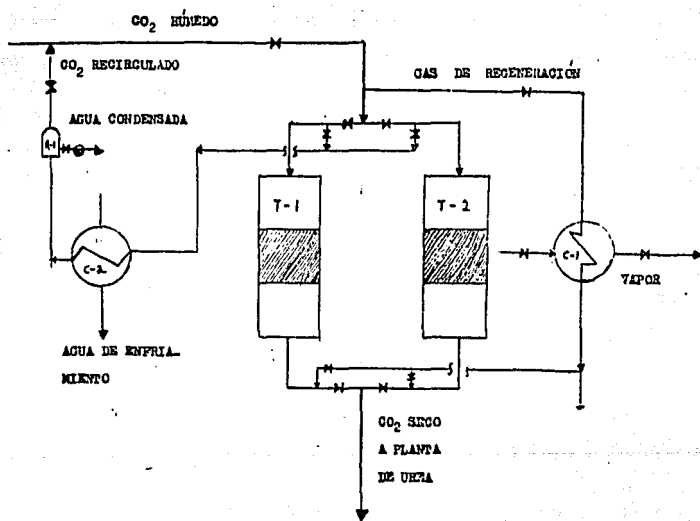 CO₂ HÚMEDO
CO₂ RECIRCULADO
GAS DE REGENERACIÓN
AGUA CONDENSADA
T-1
T-2
C-2
C-1
VAPOR
AGUA DE ENFRIA-
MIENTO
CO₂ SECO
A PLANTA
DE UREA